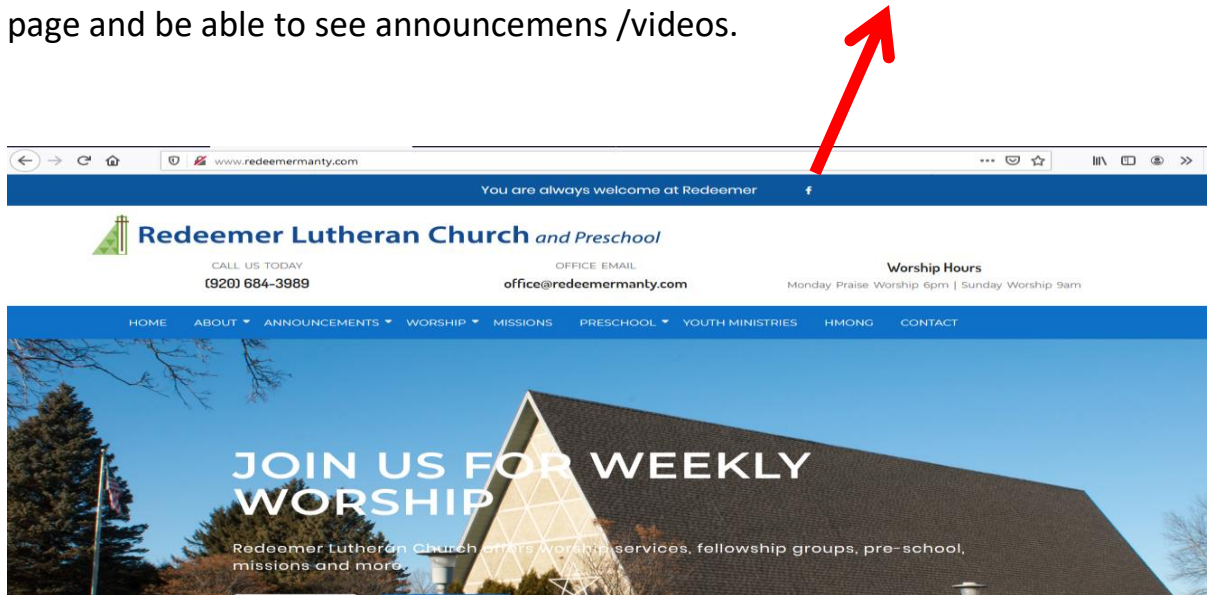 page and be able to see announcemens /videos.
www.redeemermanty.com
You are always welcome at Redeemer f
Redeemer Lutheran Church and Preschool
CALL US TODAY
(920) 684-3989
OFFICE EMAIL
office@redeemermanty.com
Worship Hours
Monday Praise Worship 6pm | Sunday Worship 9am
HOME ABOUT ANNOUNCEMENTS WORSHIP MISSIONS PRESCHOOL YOUTH MINISTRIES HMONG CONTACT
JOIN US FOR WEEKLY
WORSHIP
Redeemer Lutheran Church offers worship services, fellowship groups, pre-school,
missions and more.